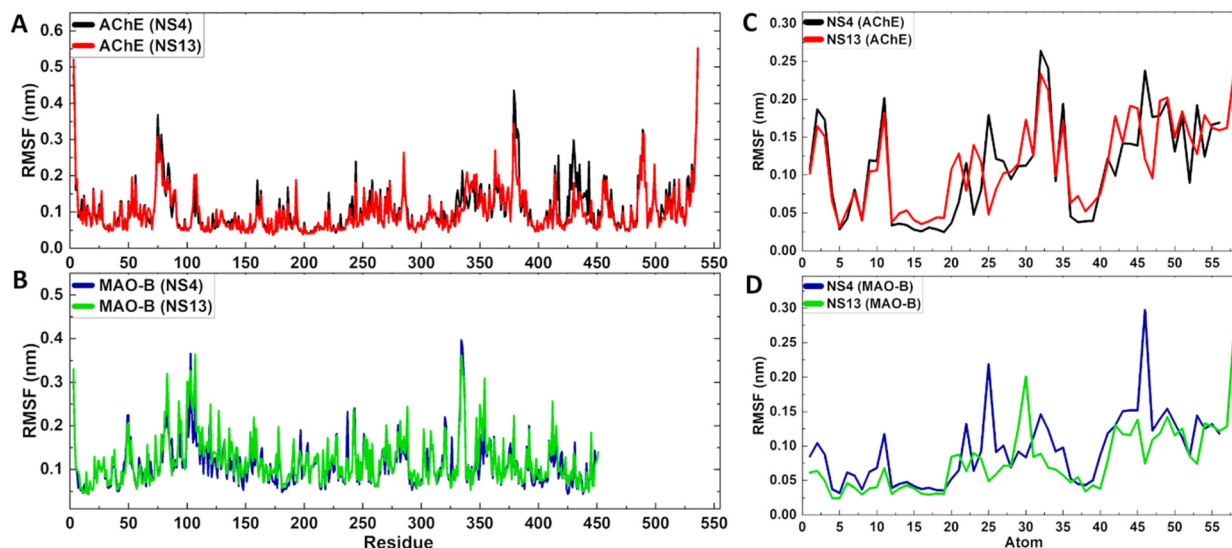 A
AChE (NS4)
AChE (NS13)
RMSF (nm)
0.6
0.5
0.4
0.3
0.2
0.1
0.0
0 50 100 150 200 250 300 350 400 450 500 550
B
MAO-B (NS4)
MAO-B (NS13)
RMSF (nm)
0.5
0.4
0.3
0.2
0.1
0 50 100 150 200 250 300 350 400 450 500 550
Residue
C
NS4 (AChE)
NS13 (AChE)
RMSF (nm)
0.30
0.25
0.20
0.15
0.10
0.05
0.00
0 5 10 15 20 25 30 35 40 45 50 55
D
NS4 (MAO-B)
NS13 (MAO-B)
RMSF (nm)
0.30
0.25
0.20
0.15
0.10
0.05
0.00
0 5 10 15 20 25 30 35 40 45 50 55
Atom